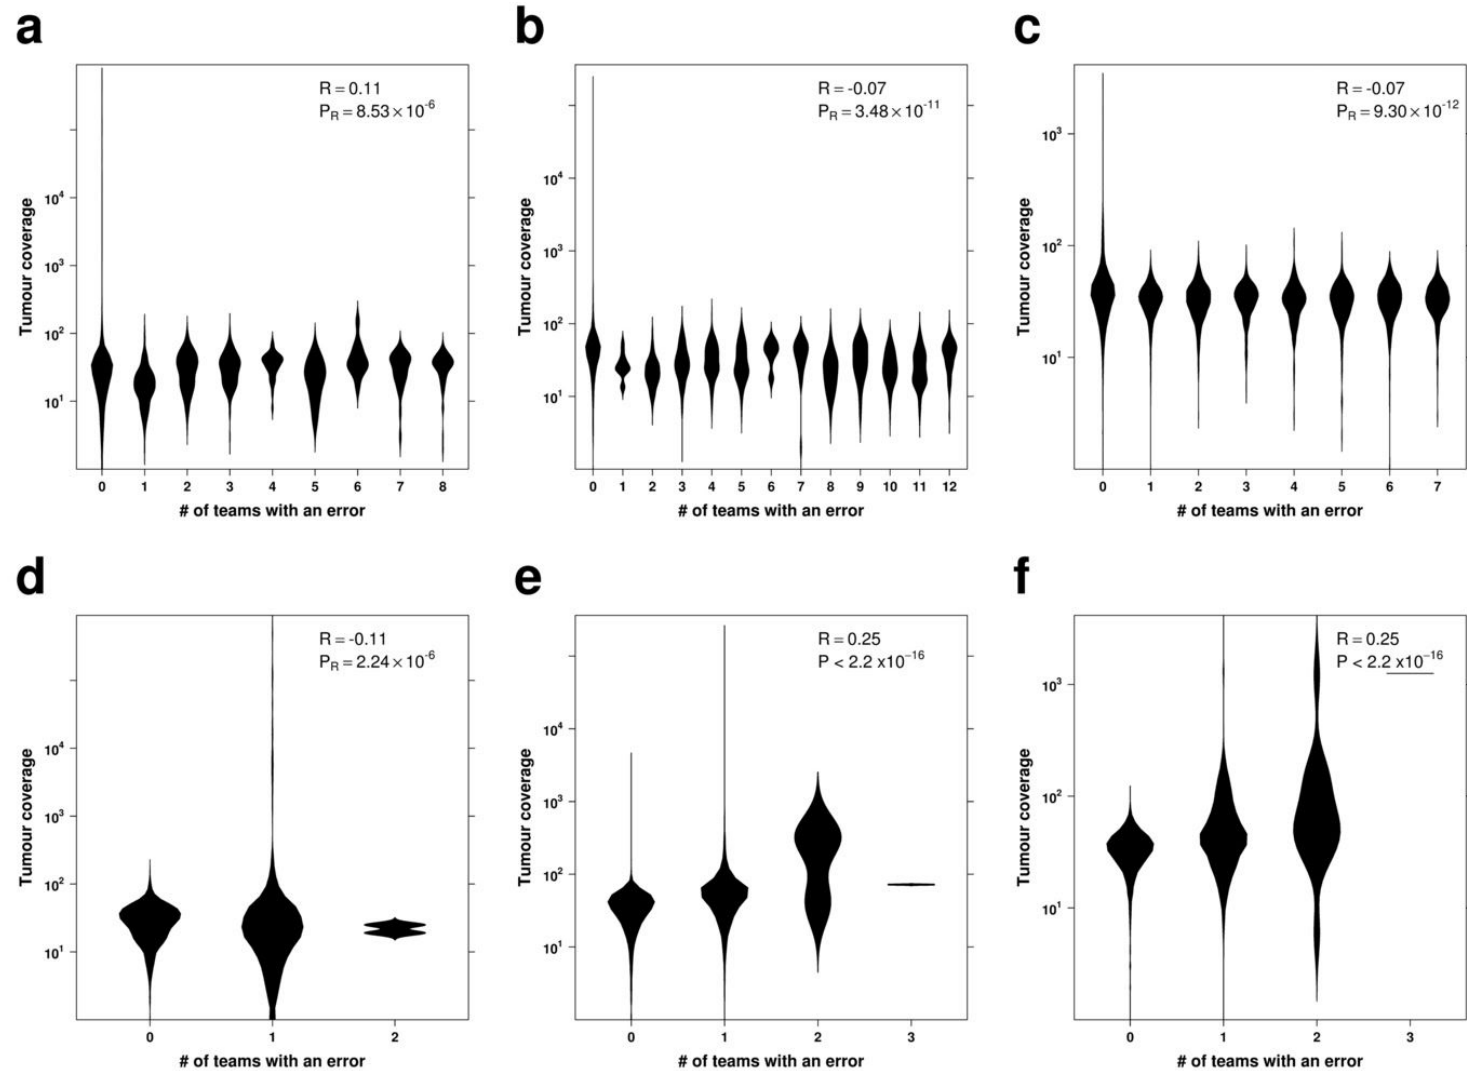 a
R = 0.11
P_R = 8.53 × 10^-6
10^4
10^3
10^2
10^1
Tumour coverage
0 1 2 3 4 5 6 7 8
# of teams with an error
b
R = -0.07
P_R = 3.48 × 10^-11
10^4
10^3
10^2
10^1
Tumour coverage
0 1 2 3 4 5 6 7 8 9 10 11 12
# of teams with an error
c
R = -0.07
P_R = 9.30 × 10^-12
10^3
10^2
10^1
Tumour coverage
0 1 2 3 4 5 6 7
# of teams with an error
d
R = -0.11
P_R = 2.24 × 10^-6
10^4
10^3
10^2
10^1
Tumour coverage
0 1 2
# of teams with an error
e
R = 0.25
P < 2.2 x10^-16
10^4
10^3
10^2
10^1
Tumour coverage
0 1 2 3
# of teams with an error
f
R = 0.25
P < 2.2 x10^-16
10^3
10^2
10^1
Tumour coverage
0 1 2 3
# of teams with an error